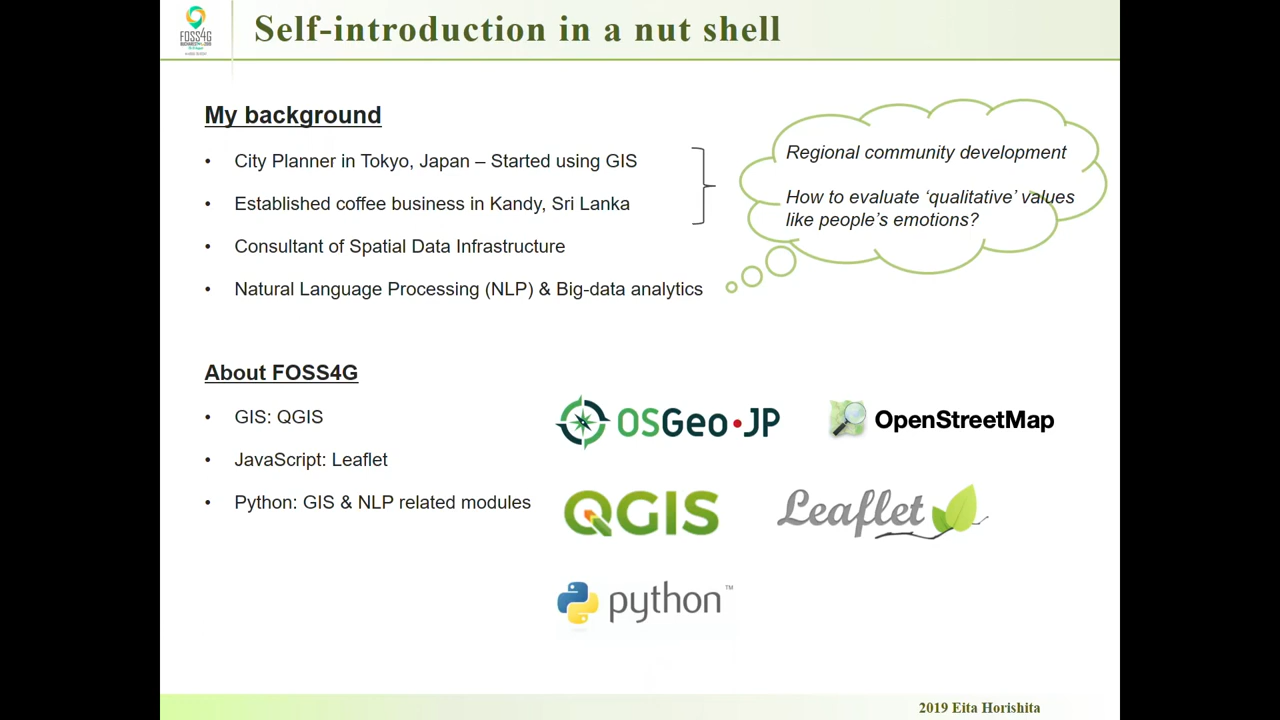 FOSS4G
Self-introduction in a nut shell
My background
• City Planner in Tokyo, Japan – Started using GIS
• Established coffee business in Kandy, Sri Lanka
• Consultant of Spatial Data Infrastructure
• Natural Language Processing (NLP) & Big-data analytics
Regional community development
How to evaluate ‘qualitative’ values
like people’s emotions?
About FOSS4G
• GIS: QGIS
• JavaScript: Leaflet
• Python: GIS & NLP related modules
OSGeo•JP
OpenStreetMap
QGIS
Leaflet
python™
2019 Eita Horishita